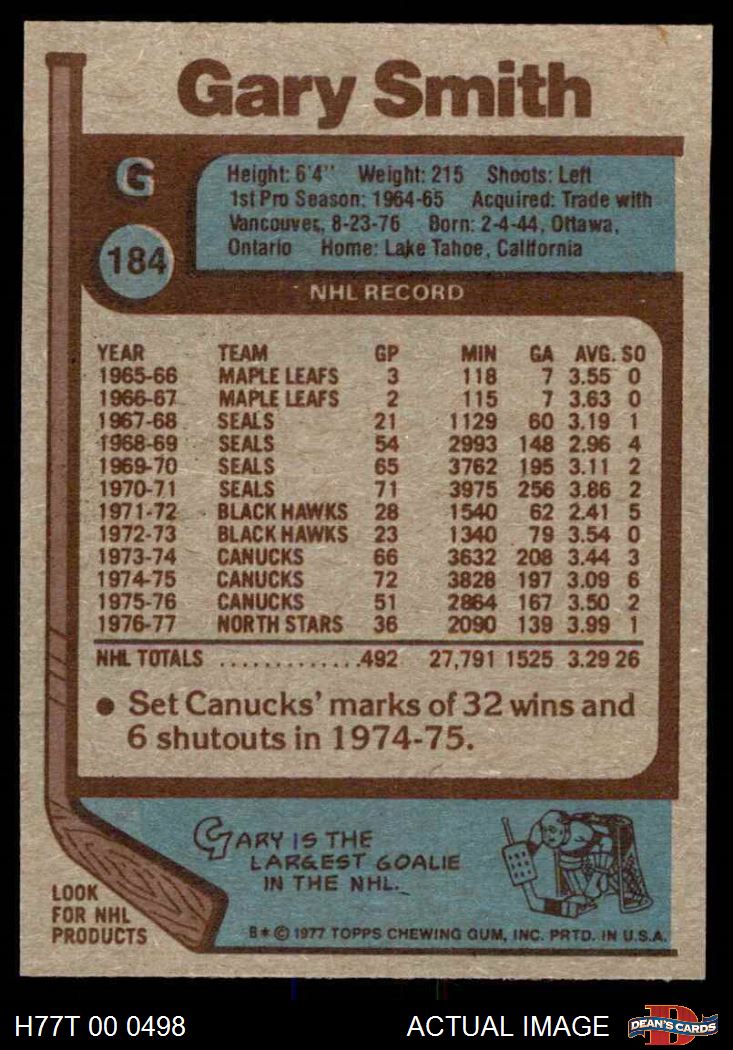 Gary Smith
G
184
Height: 6'4" Weight: 215 Shoots: Left
1st Pro Season: 1964-65 Acquired: Trade with
Vancouver, 8-23-76 Born: 2-4-44, Ottawa,
Ontario Home: Lake Tahoe, California
NHL RECORD
YEAR TEAM GP MIN GA AVG. SO
1965-66 MAPLE LEAFS 3 118 7 3.55 0
1966-67 MAPLE LEAFS 2 115 7 3.63 0
1967-68 SEALS 21 1129 60 3.19 1
1968-69 SEALS 54 2993 148 2.96 4
1969-70 SEALS 65 3762 195 3.11 2
1970-71 SEALS 71 3975 256 3.86 2
1971-72 BLACK HAWKS 28 1540 62 2.41 5
1972-73 BLACK HAWKS 23 1340 79 3.54 0
1973-74 CANUCKS 66 3632 208 3.44 3
1974-75 CANUCKS 72 3828 197 3.09 6
1975-76 CANUCKS 51 2864 167 3.50 2
1976-77 NORTH STARS 36 2090 139 3.99 1
NHL TOTALS .............492 27,791 1525 3.29 26
● Set Canucks' marks of 32 wins and
6 shutouts in 1974-75.
GARY IS THE
LARGEST GOALIE
IN THE NHL.
LOOK
FOR NHL
PRODUCTS
B * © 1977 TOPPS CHEWING GUM, INC. PRTD. IN U.S.A.
H77T 00 0498 ACTUAL IMAGE
D
DEAN'S CARDS